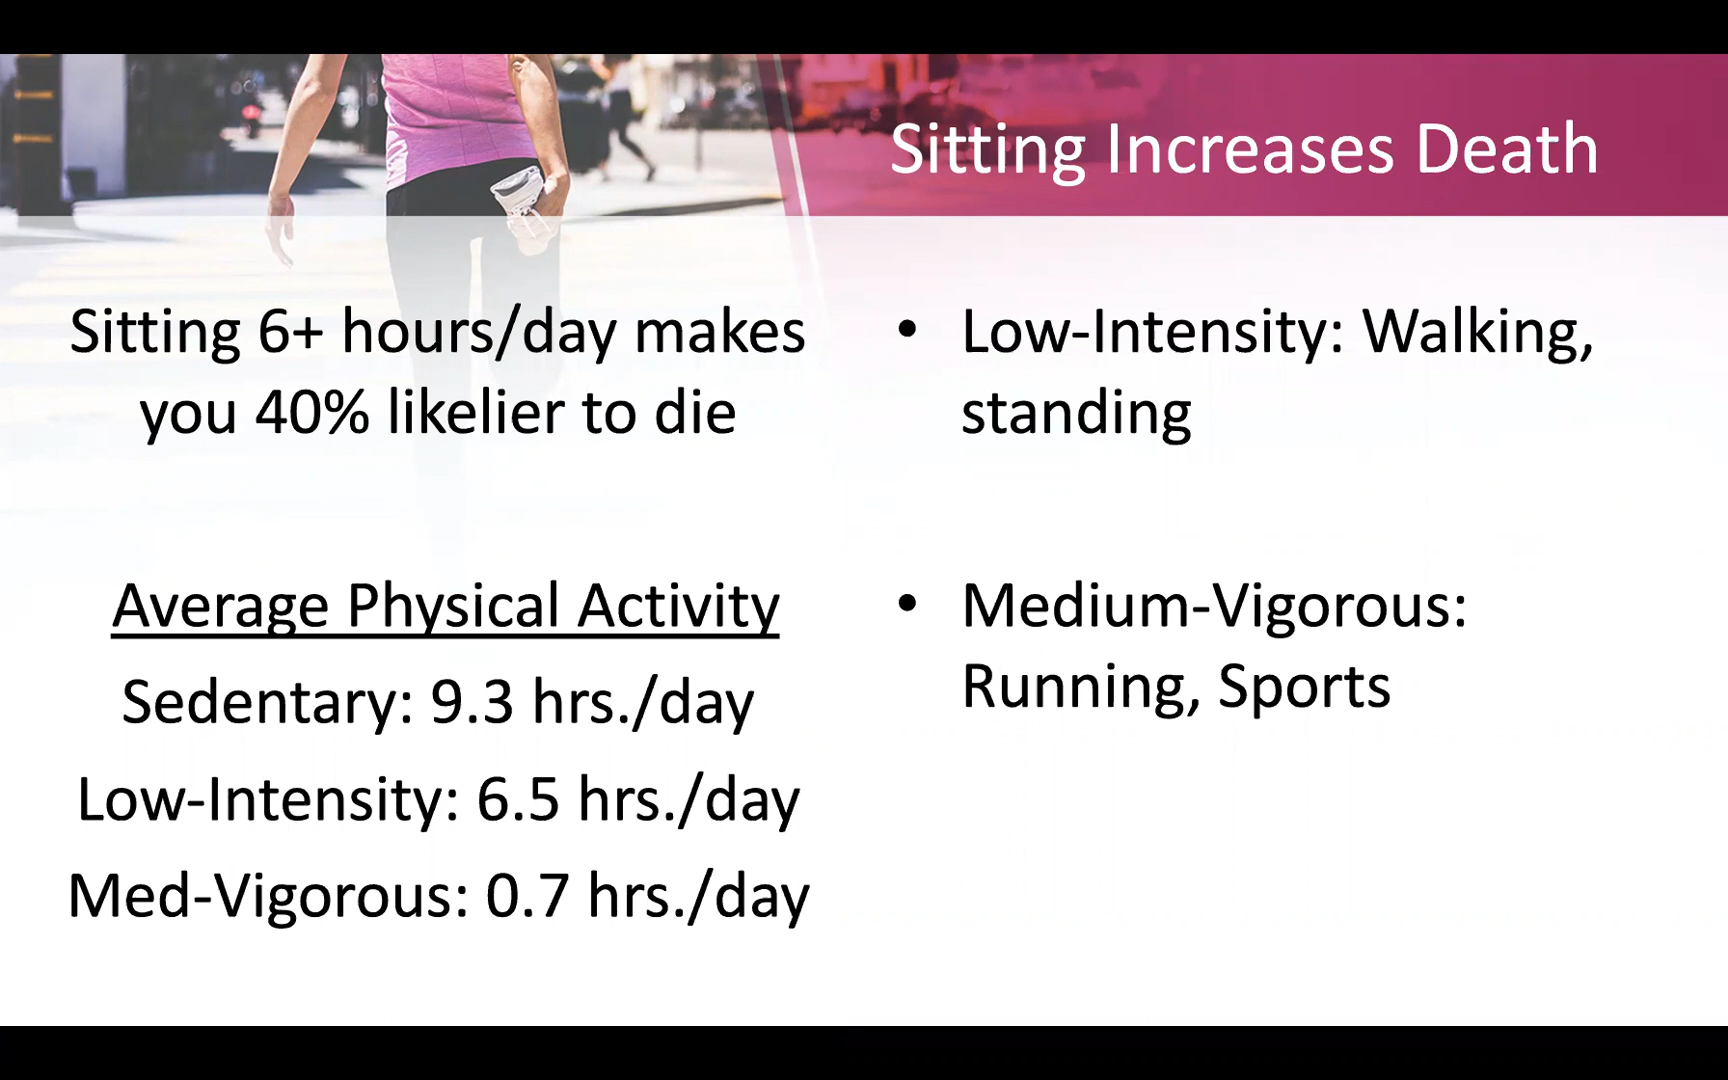 Sitting Increases Death
Sitting 6+ hours/day makes
you 40% likelier to die
Average Physical Activity
Sedentary: 9.3 hrs./day
Low-Intensity: 6.5 hrs./day
Med-Vigorous: 0.7 hrs./day
• Low-Intensity: Walking,
standing
• Medium-Vigorous:
Running, Sports